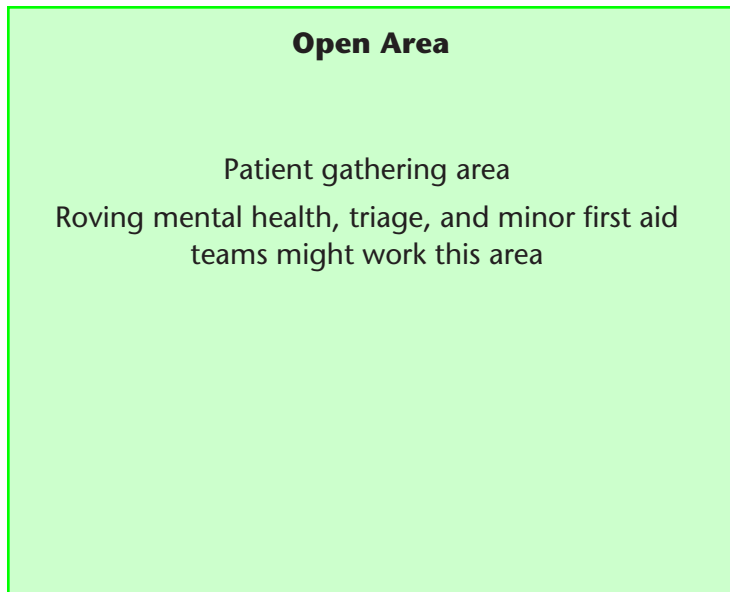 Open Area
Patient gathering area
Roving mental health, triage, and minor first aid
teams might work this area